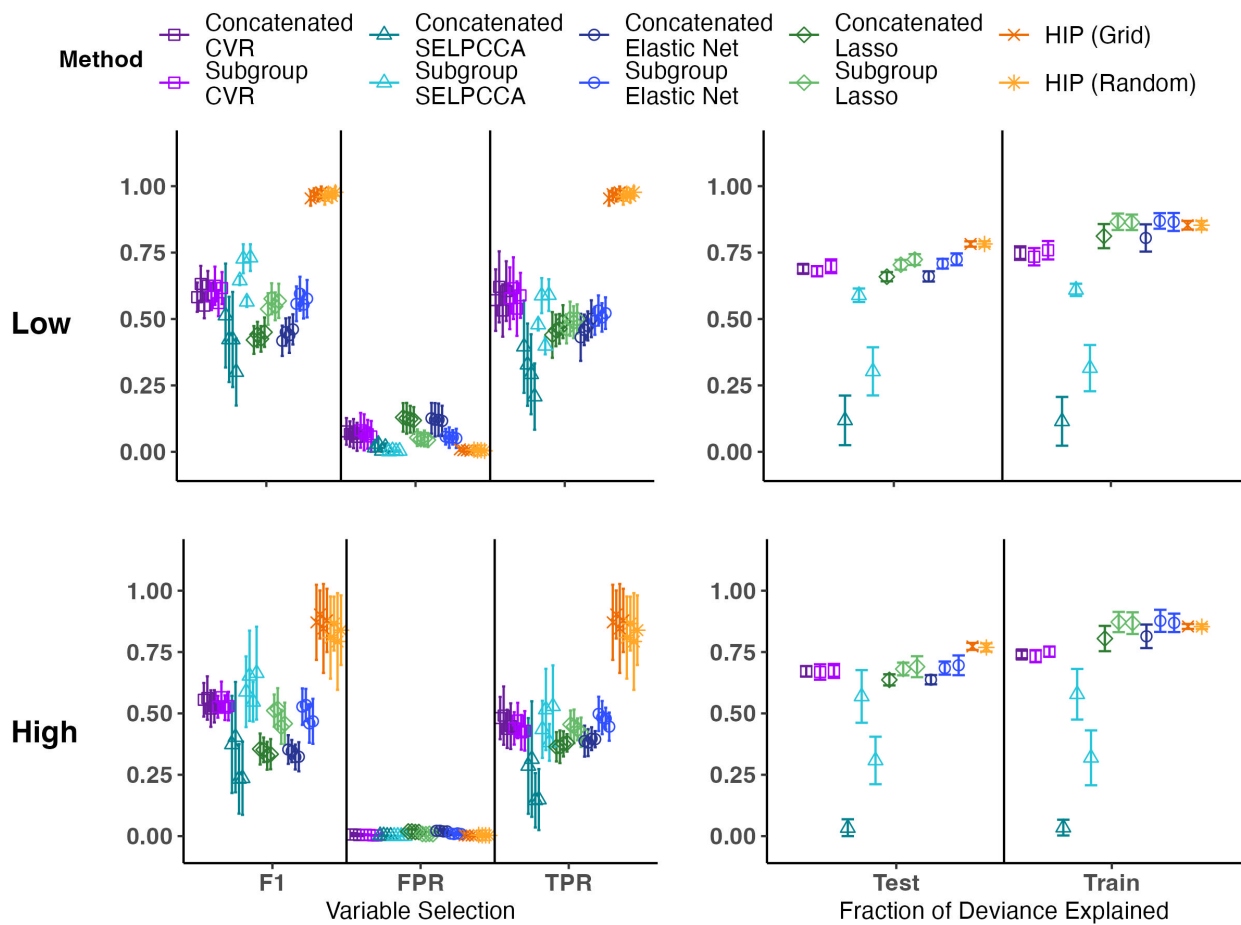 Method
Concatenated CVR
Concatenated SELPCCA
Concatenated Elastic Net
Concatenated Lasso
HIP (Grid)
Subgroup CVR
Subgroup SELPCCA
Subgroup Elastic Net
Subgroup Lasso
HIP (Random)
Low
1.00
0.75
0.50
0.25
0.00
1.00
0.75
0.50
0.25
0.00
High
1.00
0.75
0.50
0.25
0.00
1.00
0.75
0.50
0.25
0.00
F1 FPR TPR
Variable Selection
Test Train
Fraction of Deviance Explained